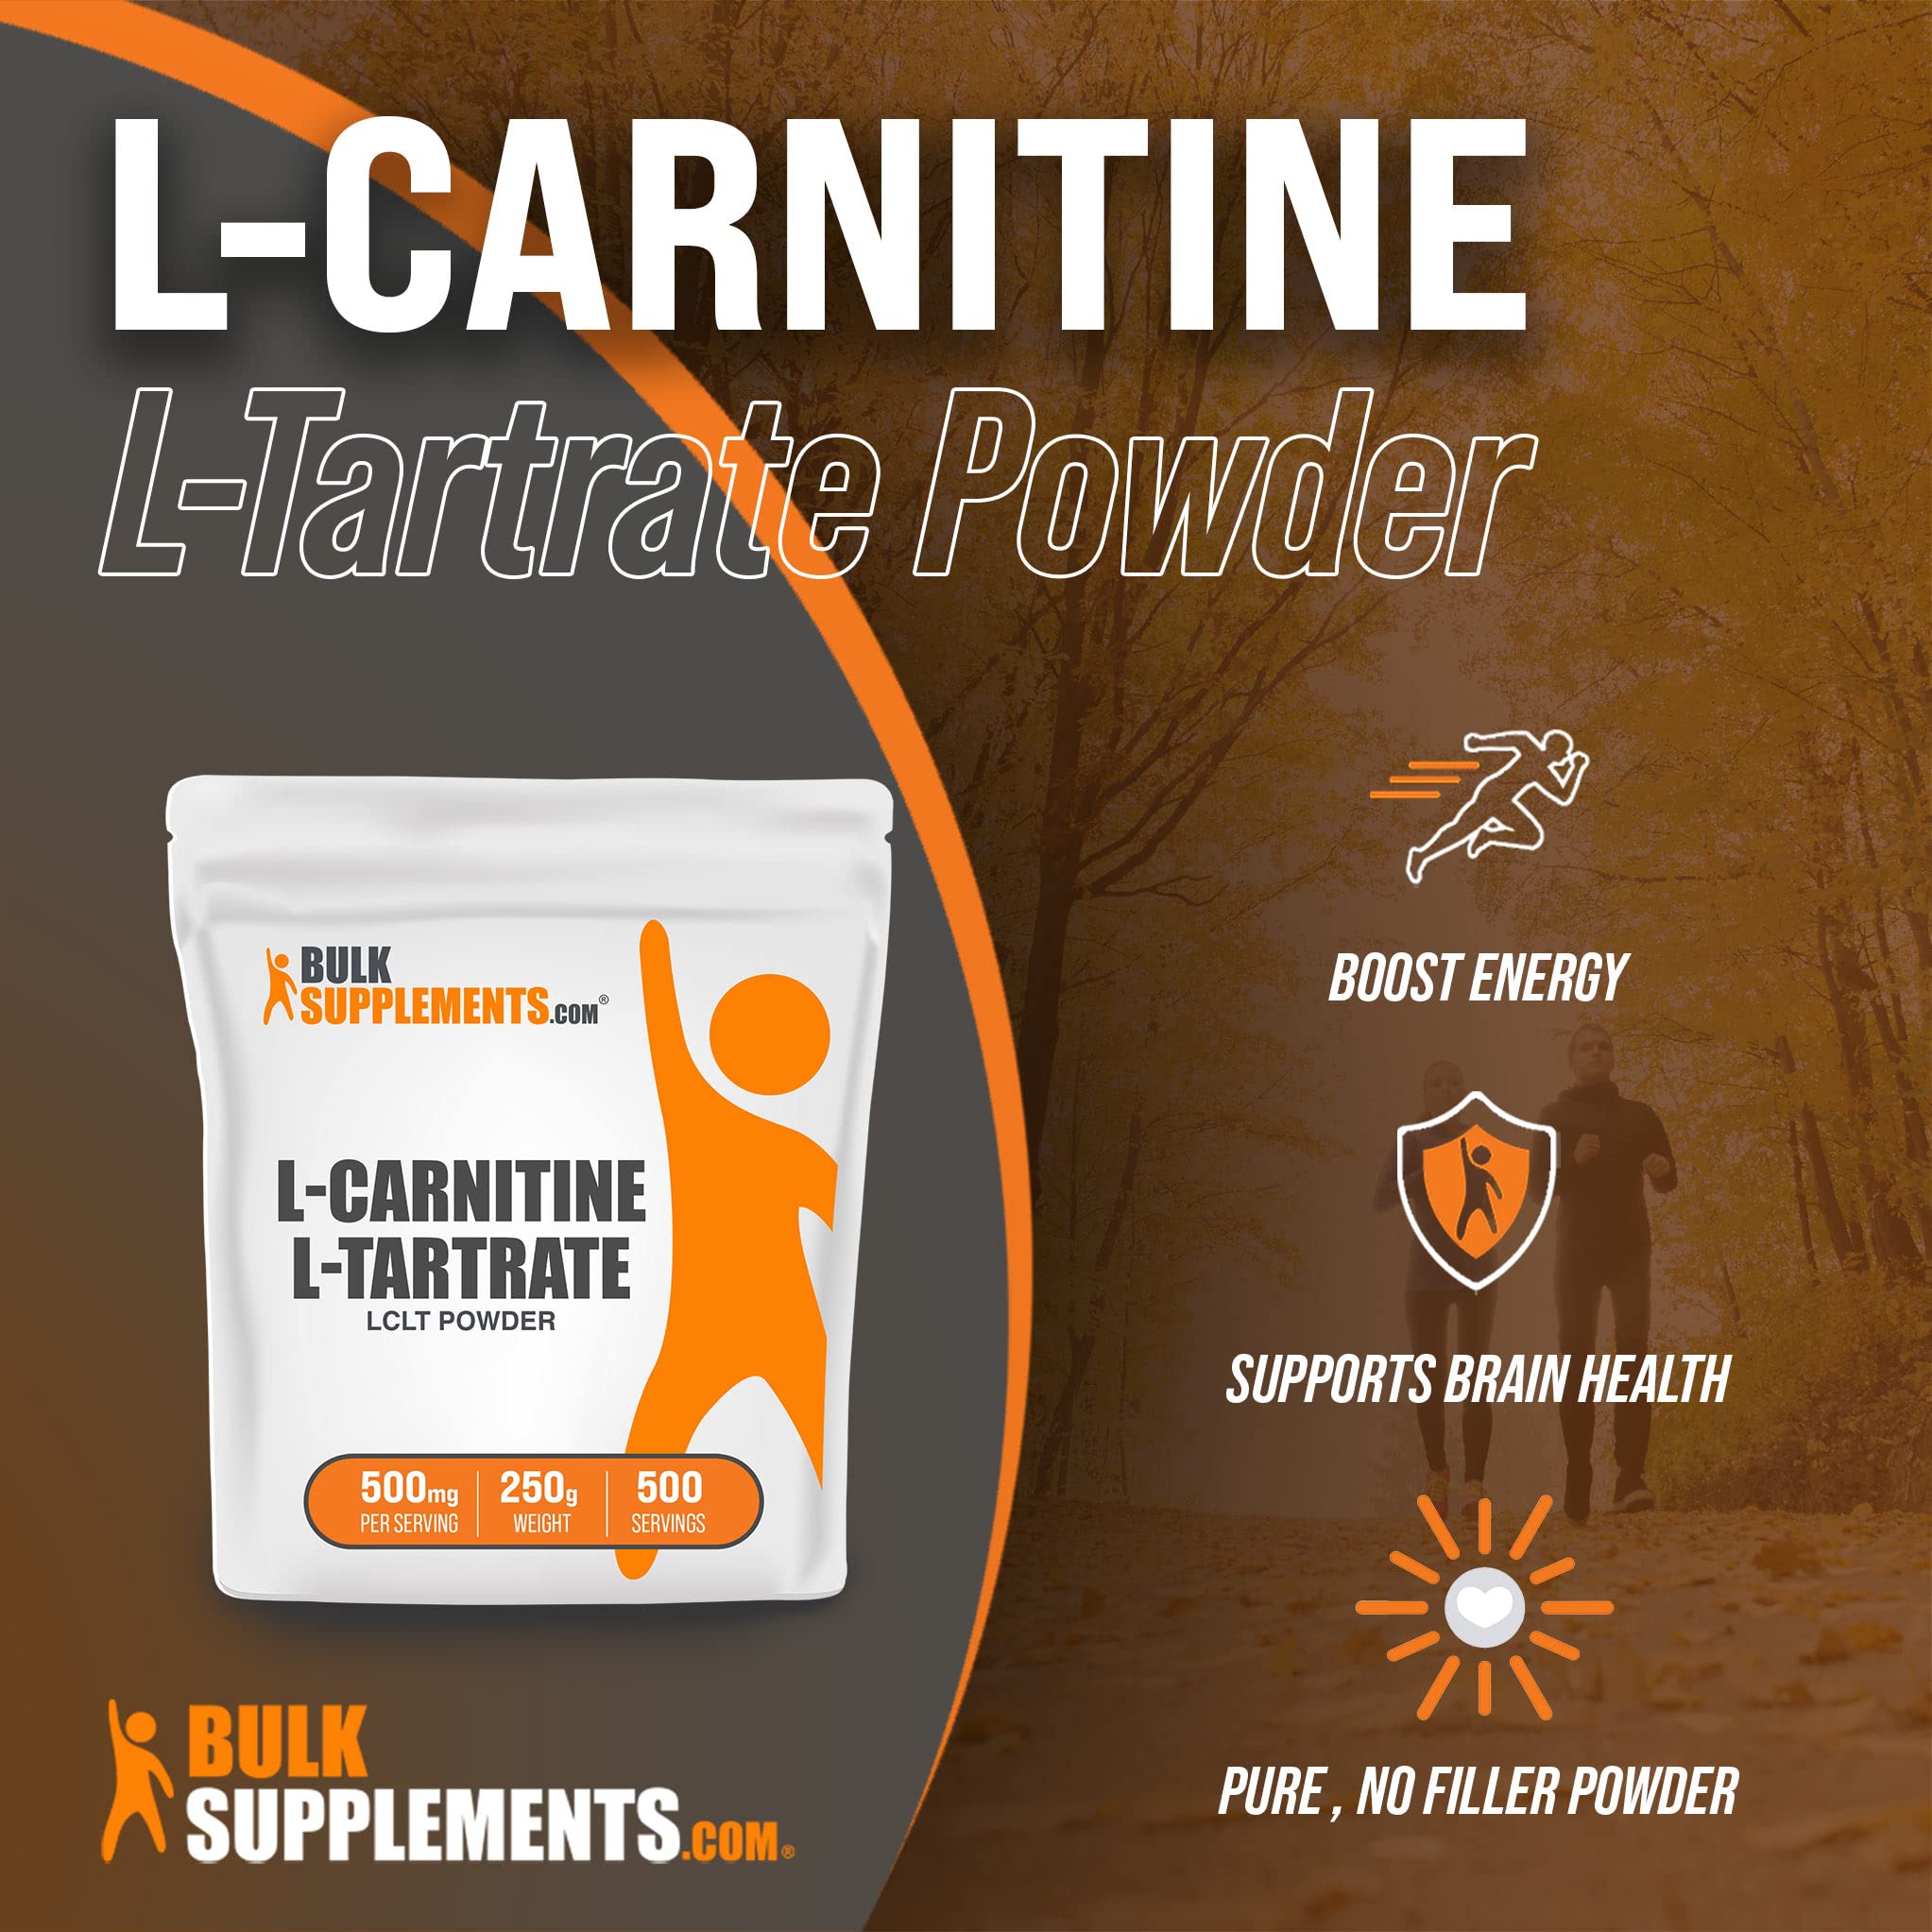 L-CARNITINE
L-Tartrate Powder
BULK
SUPPLEMENTS.COM®
L-CARNITINE
L-TARTRATE
LCLT POWDER
500mg 250g 500
PER SERVING WEIGHT SERVINGS
BOOST ENERGY
SUPPORTS BRAIN HEALTH
PURE, NO FILLER POWDER
BULK
SUPPLEMENTS.COM®